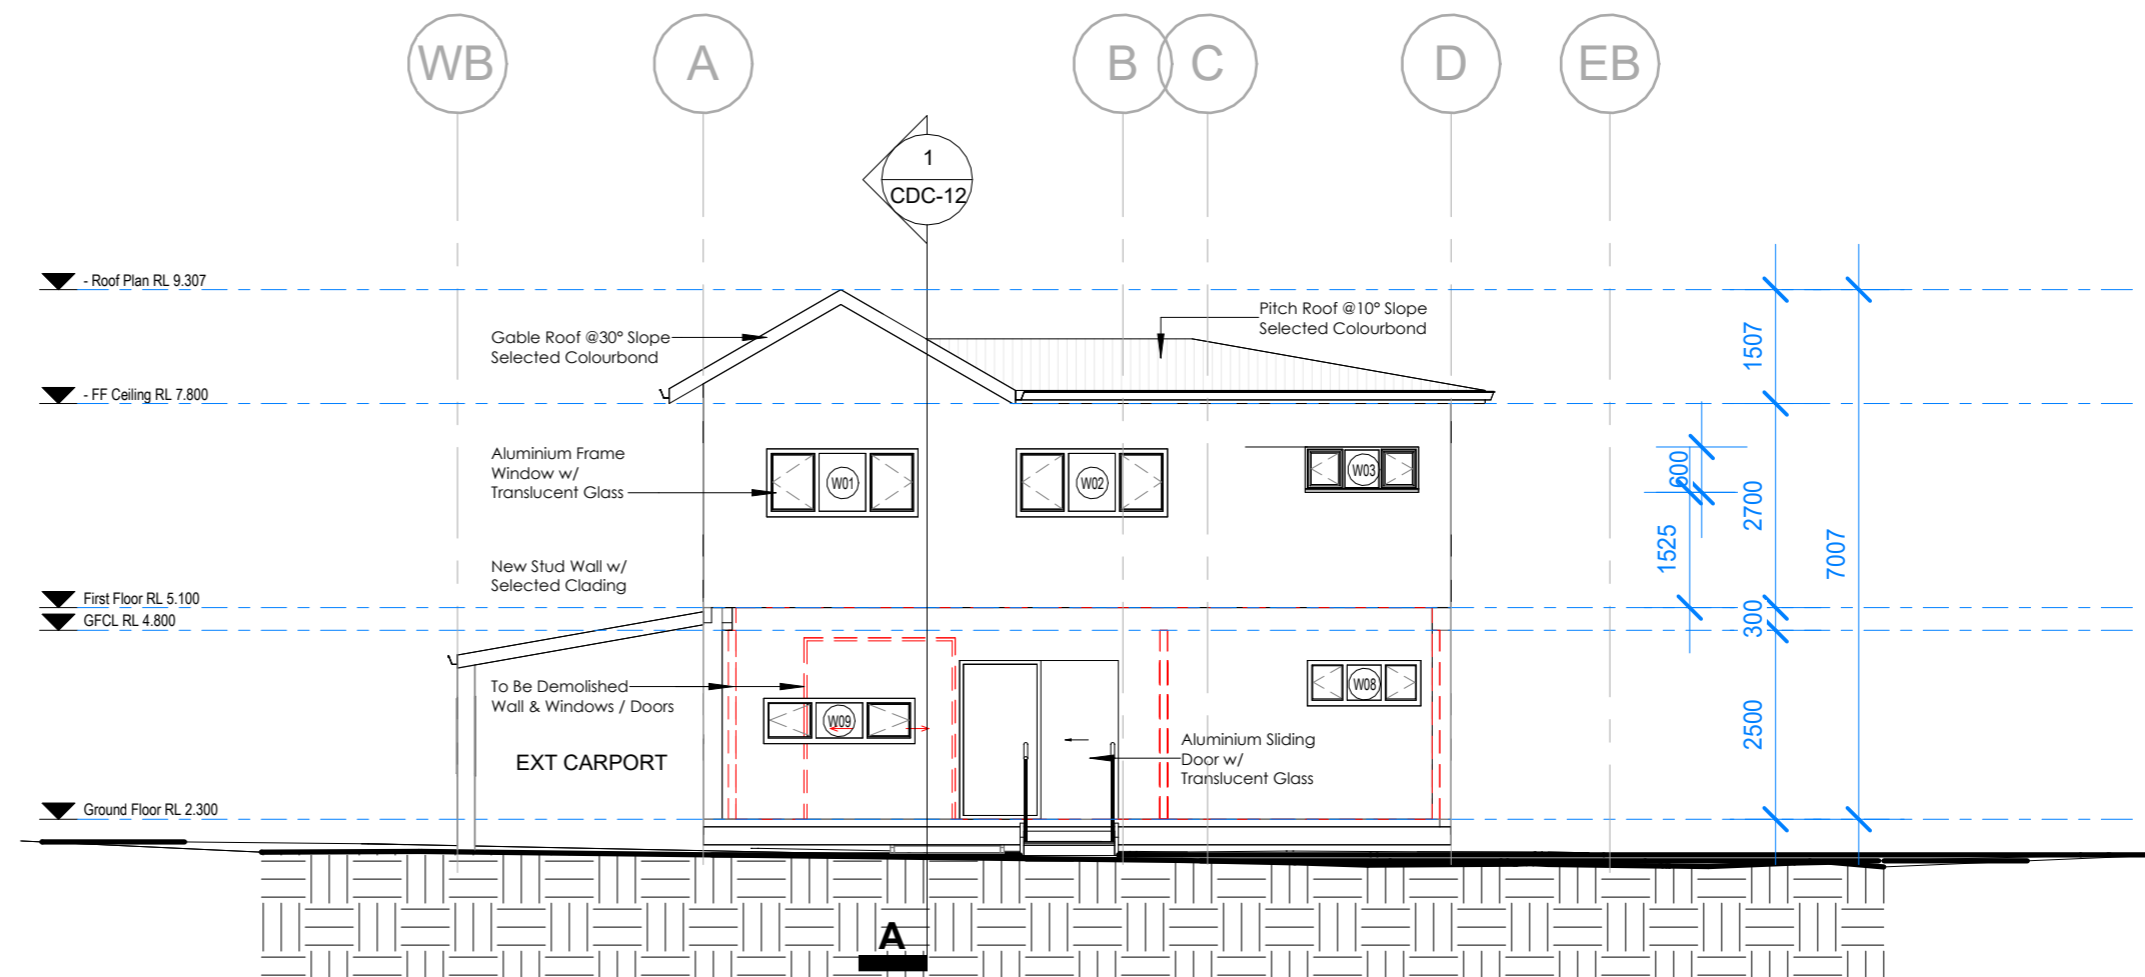 WB
A
B
C
D
EB
1
CDC-12
- Roof Plan RL 9.307
Gable Roof @30° Slope
Selected Colourbond
Pitch Roof @10° Slope
Selected Colourbond
1507
- FF Ceiling RL 7.800
Aluminium Frame
Window w/
Translucent Glass
W01
W02
W03
600
2700
1525
7007
New Stud Wall w/
Selected Clading
First Floor RL 5.100
GFCL RL 4.800
300
To Be Demolished
Wall & Windows / Doors
W09
W08
EXT CARPORT
Aluminium Sliding
Door w/
Translucent Glass
2500
Ground Floor RL 2.300
A